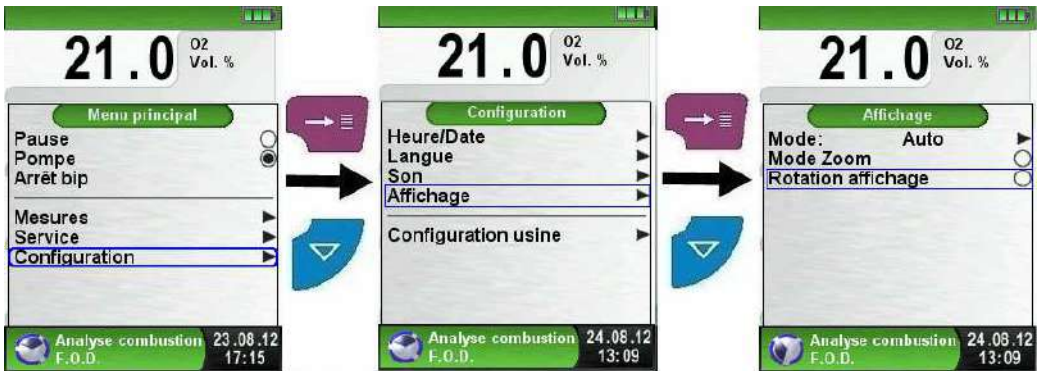 21.0 O2 Vol. %
Menu principal
Pause
Pompe
Arrêt bip
Mesures
Service
Configuration
Analyse combustion 23.08.12
F.O.D. 17:15
21.0 O2 Vol. %
Configuration
Heure/Date
Langue
Son
Affichage
Configuration usine
Analyse combustion 24.08.12
F.O.D. 13:09
21.0 O2 Vol. %
Affichage
Mode: Auto
Mode Zoom
Rotation affichage
Analyse combustion 24.08.12
F.O.D. 13:09